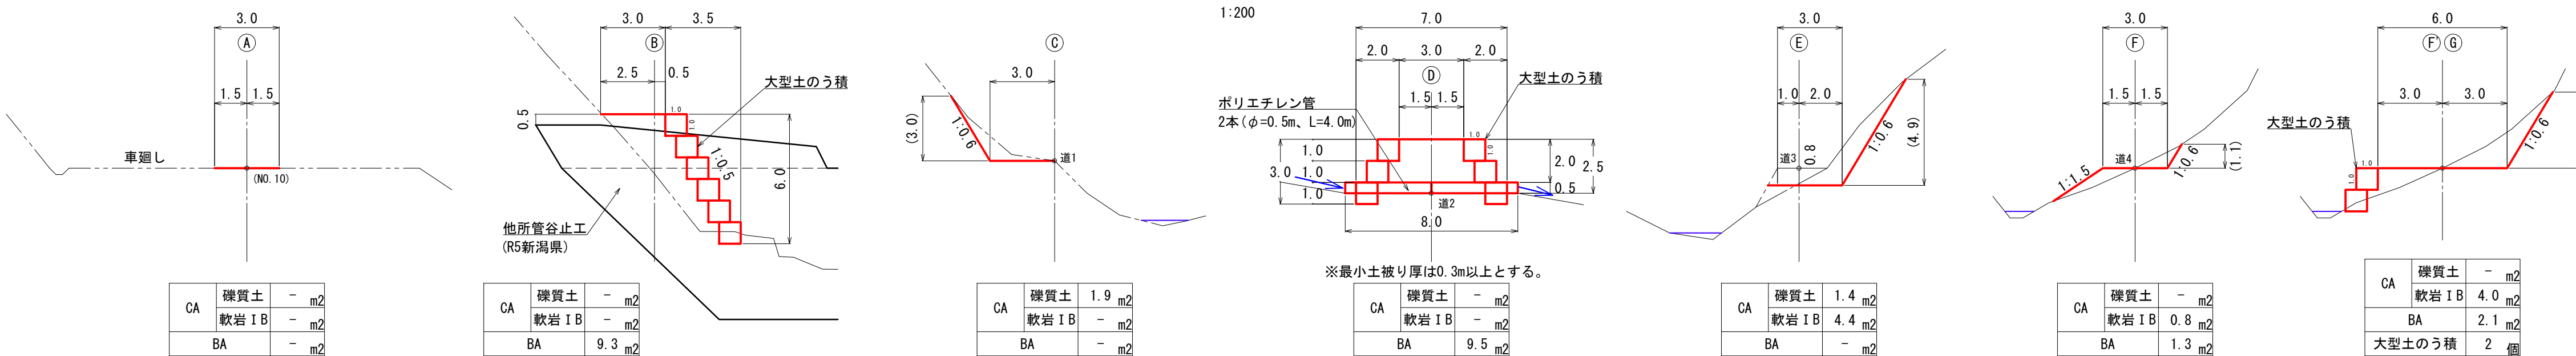 1:200
3.0
Ⓐ
1.5 1.5
車廻し
(NO.10)
CA 礫質土 - m2
軟岩ⅠB - m2
BA - m2
3.0 3.5
Ⓑ
2.5 0.5
大型土のう積
0.5
1.0
1.0
1:0.5
6.0
他所管谷止工
(R5新潟県)
CA 礫質土 - m2
軟岩ⅠB - m2
BA 9.3 m2
Ⓒ
3.0
(3.0)
1:0.6
道1
CA 礫質土 1.9 m2
軟岩ⅠB - m2
BA - m2
7.0
2.0 3.0 2.0
Ⓓ
大型土のう積
1.5 1.5
ポリエチレン管
2本(φ=0.5m、L=4.0m)
1.0
1.0
1.0
3.0 1.0
1.0
2.0 2.5
0.5
道2
8.0
※最小土被り厚は0.3m以上とする。
CA 礫質土 - m2
軟岩ⅠB - m2
BA 9.5 m2
3.0
Ⓔ
1.0 2.0
道3
0.8
1:0.6
(4.9)
CA 礫質土 1.4 m2
軟岩ⅠB 4.4 m2
BA - m2
3.0
Ⓕ
1.5 1.5
道4
1:1.5
1:0.6
(1.1)
CA 礫質土 - m2
軟岩ⅠB 0.8 m2
BA 1.3 m2
6.0
Ⓕ' Ⓖ
3.0 3.0
大型土のう積
1.0
1.0
1:0.6
CA 礫質土 - m2
軟岩ⅠB 4.0 m2
BA 2.1 m2
大型土のう積 2 個